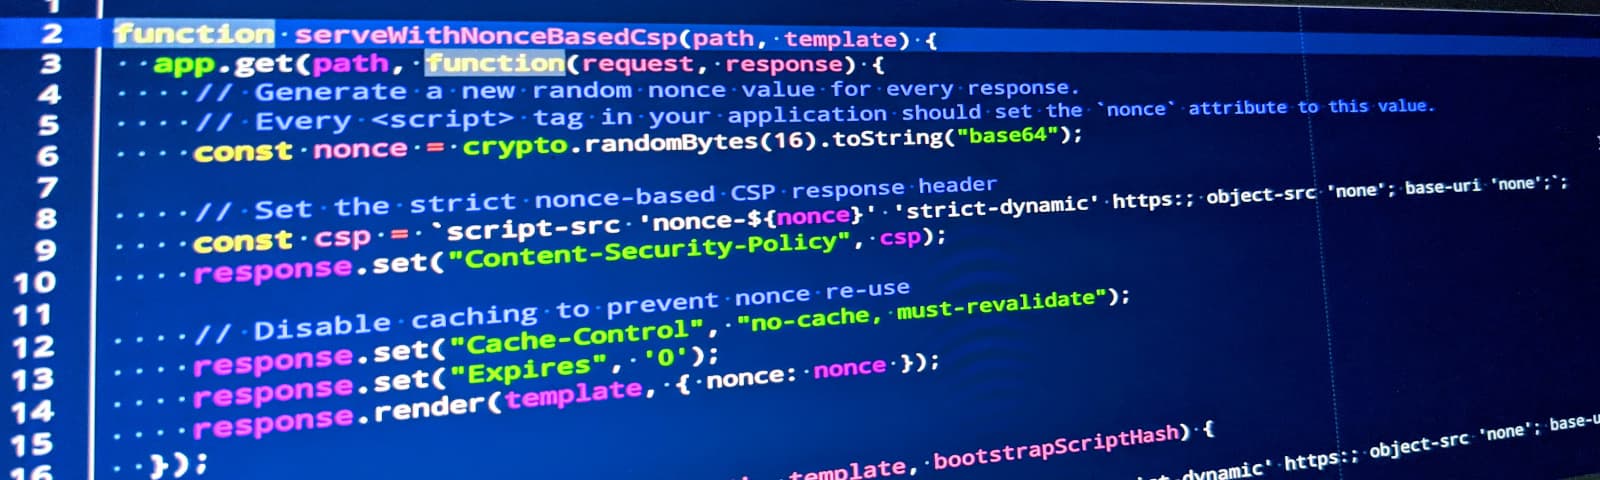 1
2 function serveWithNonceBasedCsp(path, template) {
3 app.get(path, function(request, response) {
4 // Generate a new random nonce value for every response.
5 // Every <script> tag in your application should set the `nonce` attribute to this value.
6 const nonce = crypto.randomBytes(16).toString("base64");
7
8 // Set the strict nonce-based CSP response header
9 const csp = `script-src 'nonce-${nonce}' 'strict-dynamic' https:; object-src 'none'; base-uri 'none';`;
10 response.set("Content-Security-Policy", csp);
11
12 // Disable caching to prevent nonce re-use
13 response.set("Cache-Control", "no-cache, must-revalidate");
14 response.set("Expires", '0');
15 response.render(template, { nonce: nonce });
16 });
template, bootstrapScriptHash) {
dynamic' https:; object-src 'none'; base-u